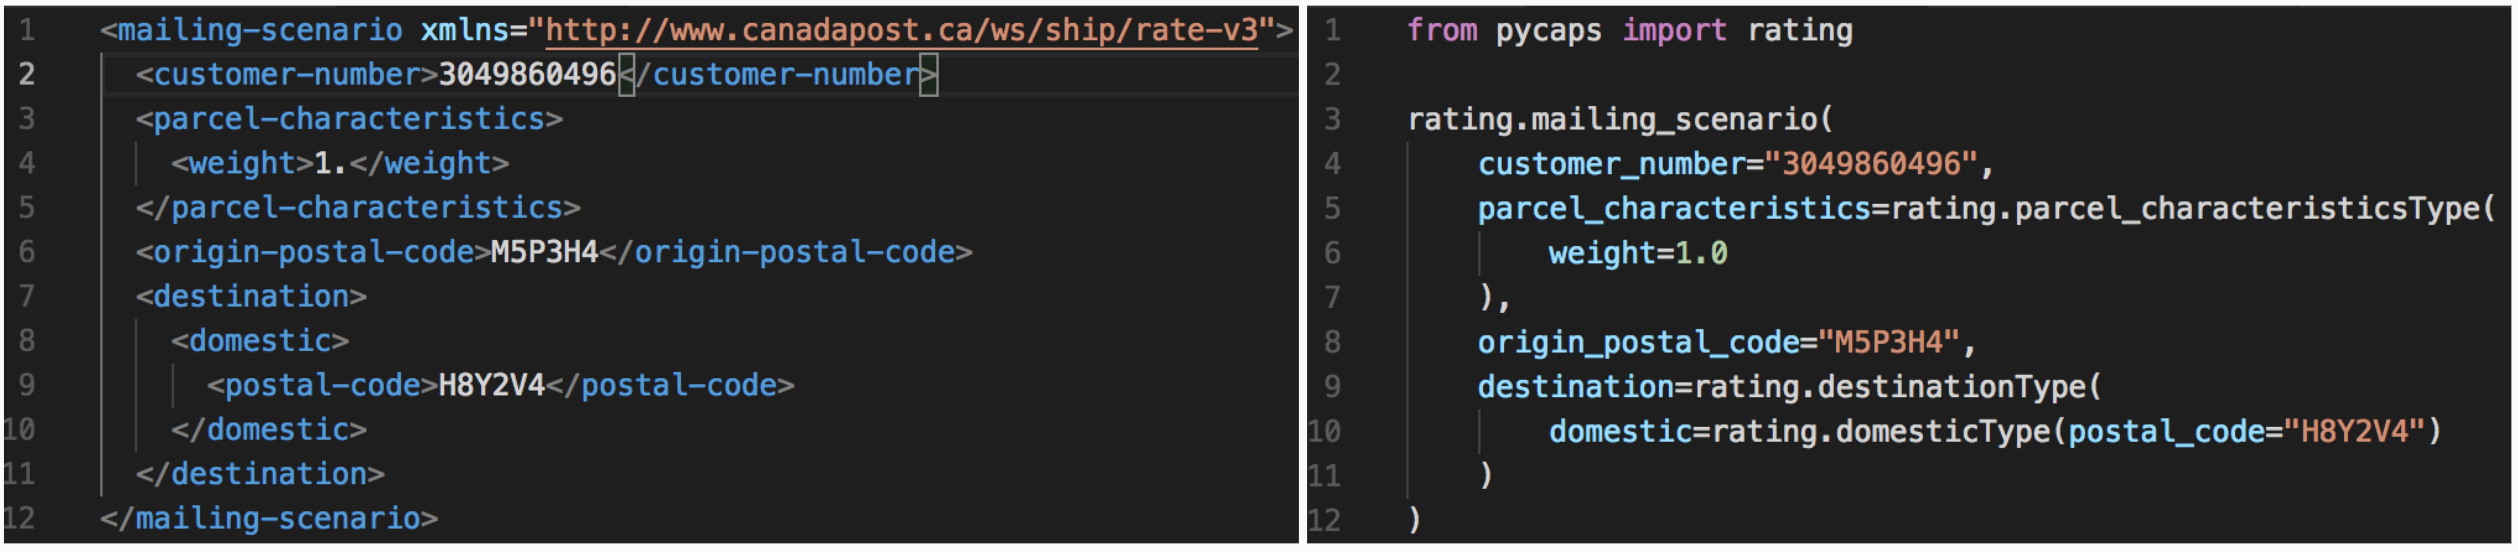 1 <mailing-scenario xmlns="http://www.canadapost.ca/ws/ship/rate-v3">
2 <customer-number>3049860496</customer-number>
3 <parcel-characteristics>
4 <weight>1.</weight>
5 </parcel-characteristics>
6 <origin-postal-code>M5P3H4</origin-postal-code>
7 <destination>
8 <domestic>
9 <postal-code>H8Y2V4</postal-code>
10 </domestic>
11 </destination>
12 </mailing-scenario>
1 from pycaps import rating
2
3 rating.mailing_scenario(
4 customer_number="3049860496",
5 parcel_characteristics=rating.parcel_characteristicsType(
6 weight=1.0
7 ),
8 origin_postal_code="M5P3H4",
9 destination=rating.destinationType(
10 domestic=rating.domesticType(postal_code="H8Y2V4")
11 )
12 )